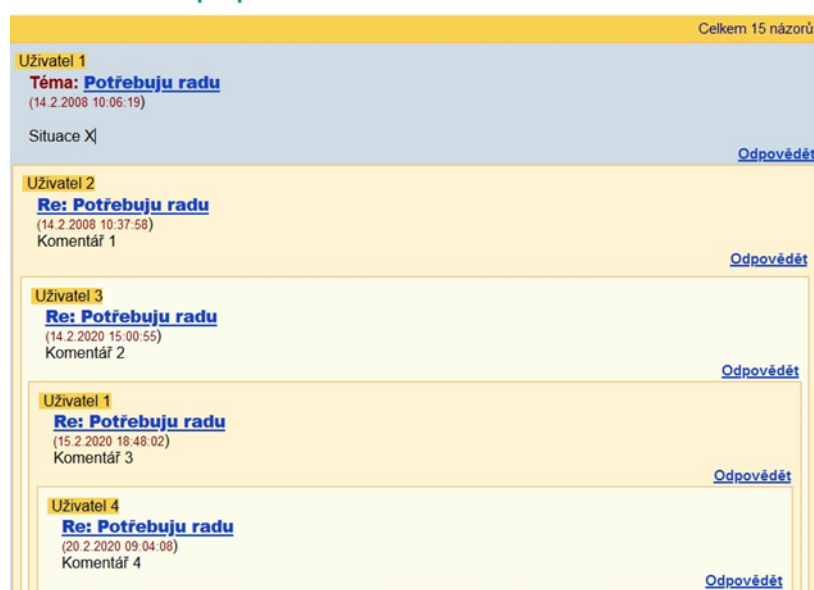 Celkem 15 názorů
Uživatel 1
Téma: Potřebuju radu
(14.2.2008 10:06:19)
Situace X
Odpovědět
Uživatel 2
Re: Potřebuju radu
(14.2.2008 10:37:58)
Komentář 1
Odpovědět
Uživatel 3
Re: Potřebuju radu
(14.2.2020 15:00:55)
Komentář 2
Odpovědět
Uživatel 1
Re: Potřebuju radu
(15.2.2020 18:48:02)
Komentář 3
Odpovědět
Uživatel 4
Re: Potřebuju radu
(20.2.2020 09:04:08)
Komentář 4
Odpovědět